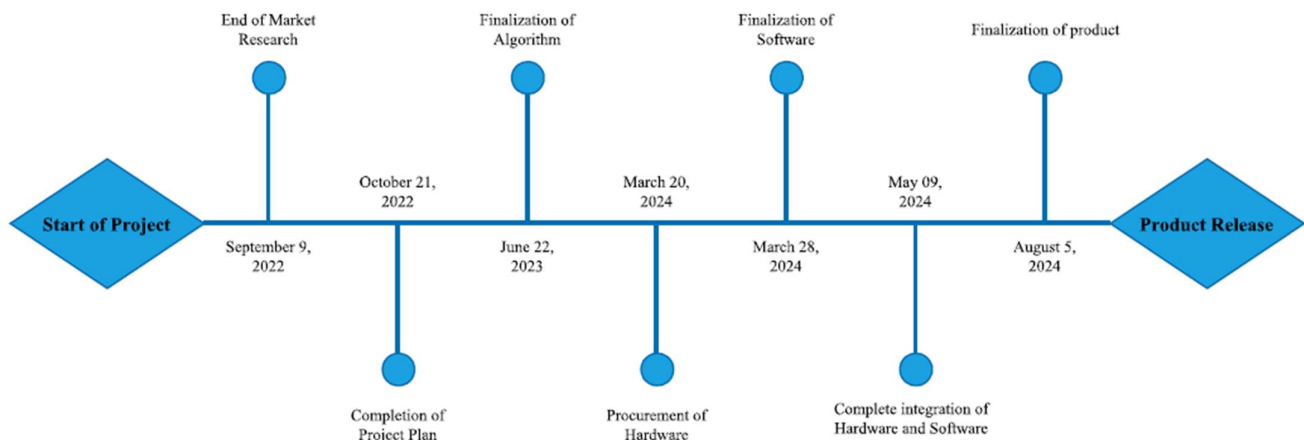 End of Market
Research
Finalization of
Algorithm
Finalization of
Software
Finalization of product
October 21,
2022
March 20,
2024
May 09,
2024
Start of Project
Product Release
September 9,
2022
June 22,
2023
March 28,
2024
August 5,
2024
Completion of
Project Plan
Procurement of
Hardware
Complete integration of
Hardware and Software